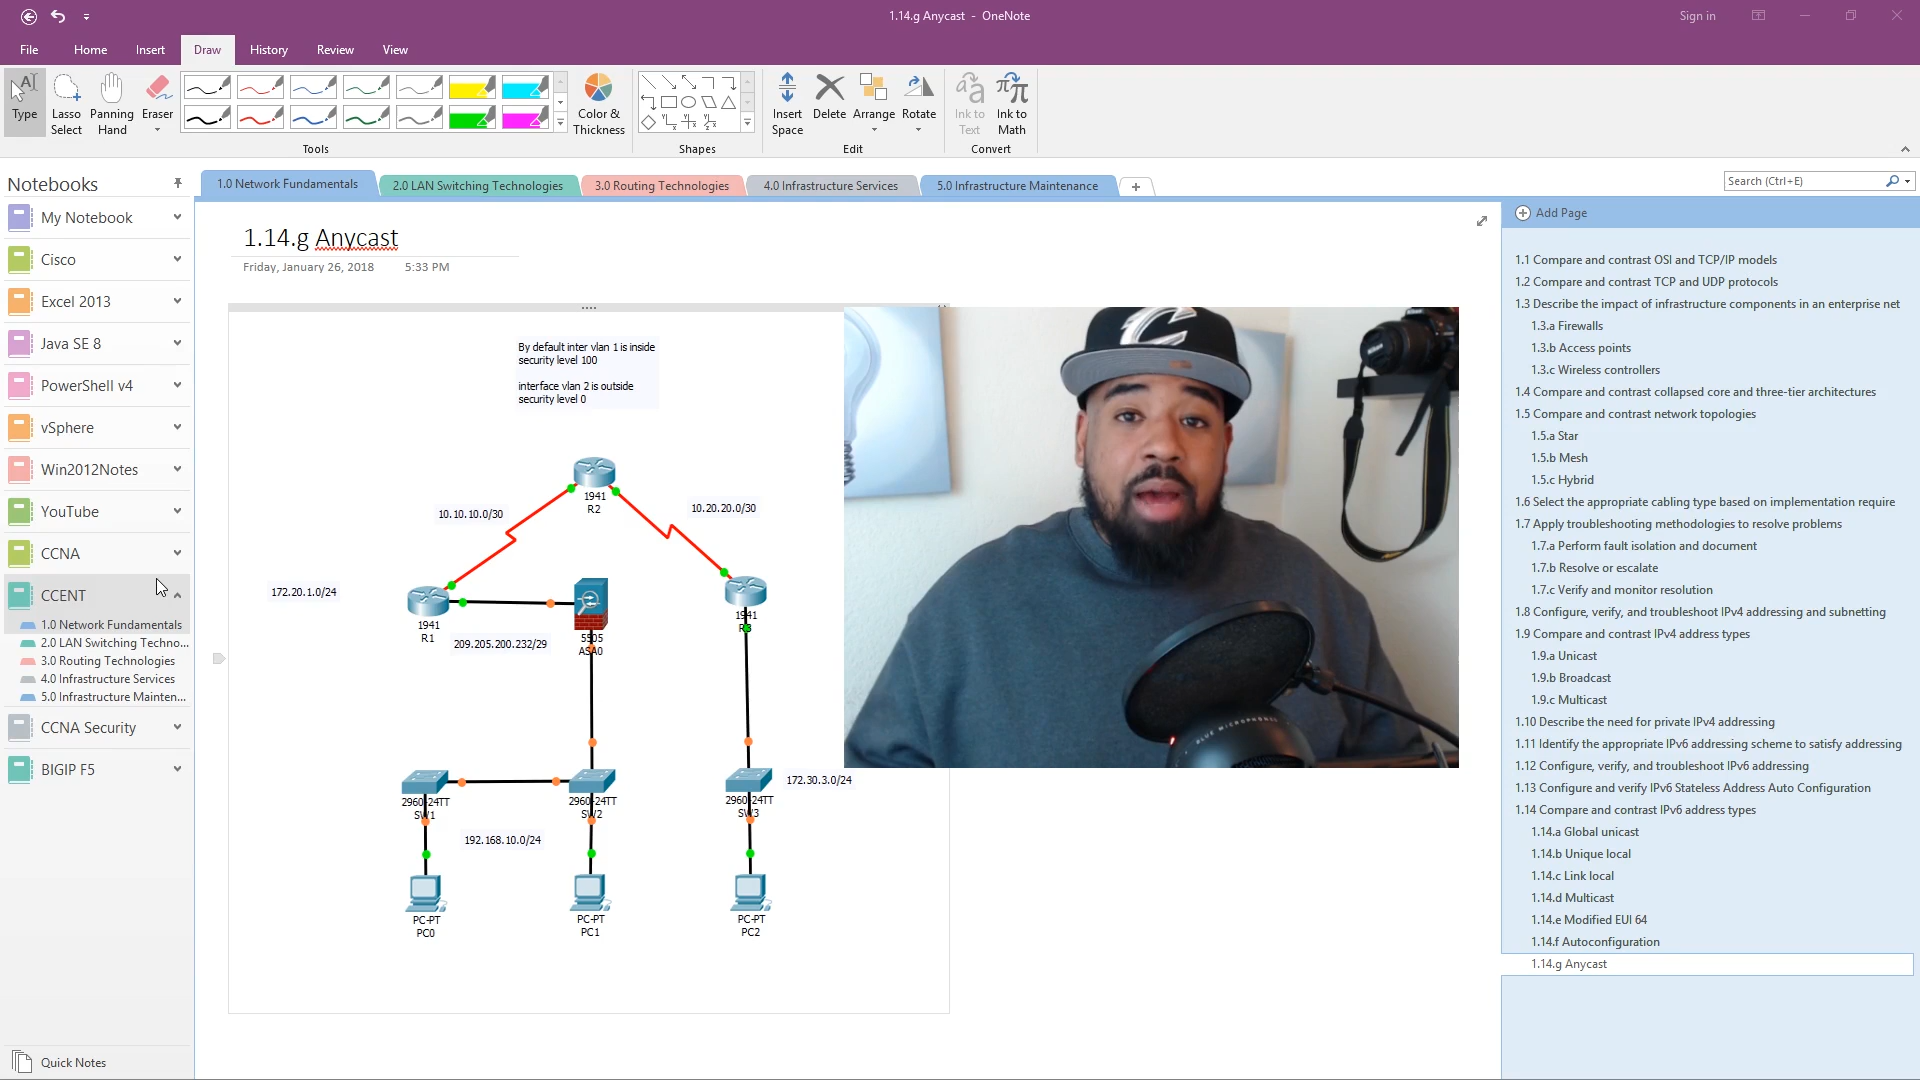 1.14.g Anycast - OneNote
Sign in
File Home Insert Draw History Review View
Type
Lasso Select
Panning Hand
Eraser
Color & Thickness
Insert Space
Delete
Arrange
Rotate
Ink to Text
Ink to Math
Tools
Shapes
Edit
Convert
Notebooks
1.0 Network Fundamentals
2.0 LAN Switching Technologies
3.0 Routing Technologies
4.0 Infrastructure Services
5.0 Infrastructure Maintenance
Search (Ctrl+E)
My Notebook
Cisco
Excel 2013
Java SE 8
PowerShell v4
vSphere
Win2012Notes
YouTube
CCNA
CCENT
1.0 Network Fundamentals
2.0 LAN Switching Techno...
3.0 Routing Technologies
4.0 Infrastructure Services
5.0 Infrastructure Mainten...
CCNA Security
BIGIP F5
Quick Notes
1.14.g Anycast
Friday, January 26, 2018 5:33 PM
By default inter vlan 1 is inside
security level 100
interface vlan 2 is outside
security level 0
1941
R2
10.10.10.0/30
10.20.20.0/30
172.20.1.0/24
1941
R1
209.205.200.232/29
5505
ASA0
1941
R3
2960-24TT
SW1
2960-24TT
SW2
2960-24TT
SW3
172.30.3.0/24
192.168.10.0/24
PC-PT
PC0
PC-PT
PC1
PC-PT
PC2
C
BLUE MICROPHONES
Add Page
1.1 Compare and contrast OSI and TCP/IP models
1.2 Compare and contrast TCP and UDP protocols
1.3 Describe the impact of infrastructure components in an enterprise net
1.3.a Firewalls
1.3.b Access points
1.3.c Wireless controllers
1.4 Compare and contrast collapsed core and three-tier architectures
1.5 Compare and contrast network topologies
1.5.a Star
1.5.b Mesh
1.5.c Hybrid
1.6 Select the appropriate cabling type based on implementation require
1.7 Apply troubleshooting methodologies to resolve problems
1.7.a Perform fault isolation and document
1.7.b Resolve or escalate
1.7.c Verify and monitor resolution
1.8 Configure, verify, and troubleshoot IPv4 addressing and subnetting
1.9 Compare and contrast IPv4 address types
1.9.a Unicast
1.9.b Broadcast
1.9.c Multicast
1.10 Describe the need for private IPv4 addressing
1.11 Identify the appropriate IPv6 addressing scheme to satisfy addressing
1.12 Configure, verify, and troubleshoot IPv6 addressing
1.13 Configure and verify IPv6 Stateless Address Auto Configuration
1.14 Compare and contrast IPv6 address types
1.14.a Global unicast
1.14.b Unique local
1.14.c Link local
1.14.d Multicast
1.14.e Modified EUI 64
1.14.f Autoconfiguration
1.14.g Anycast